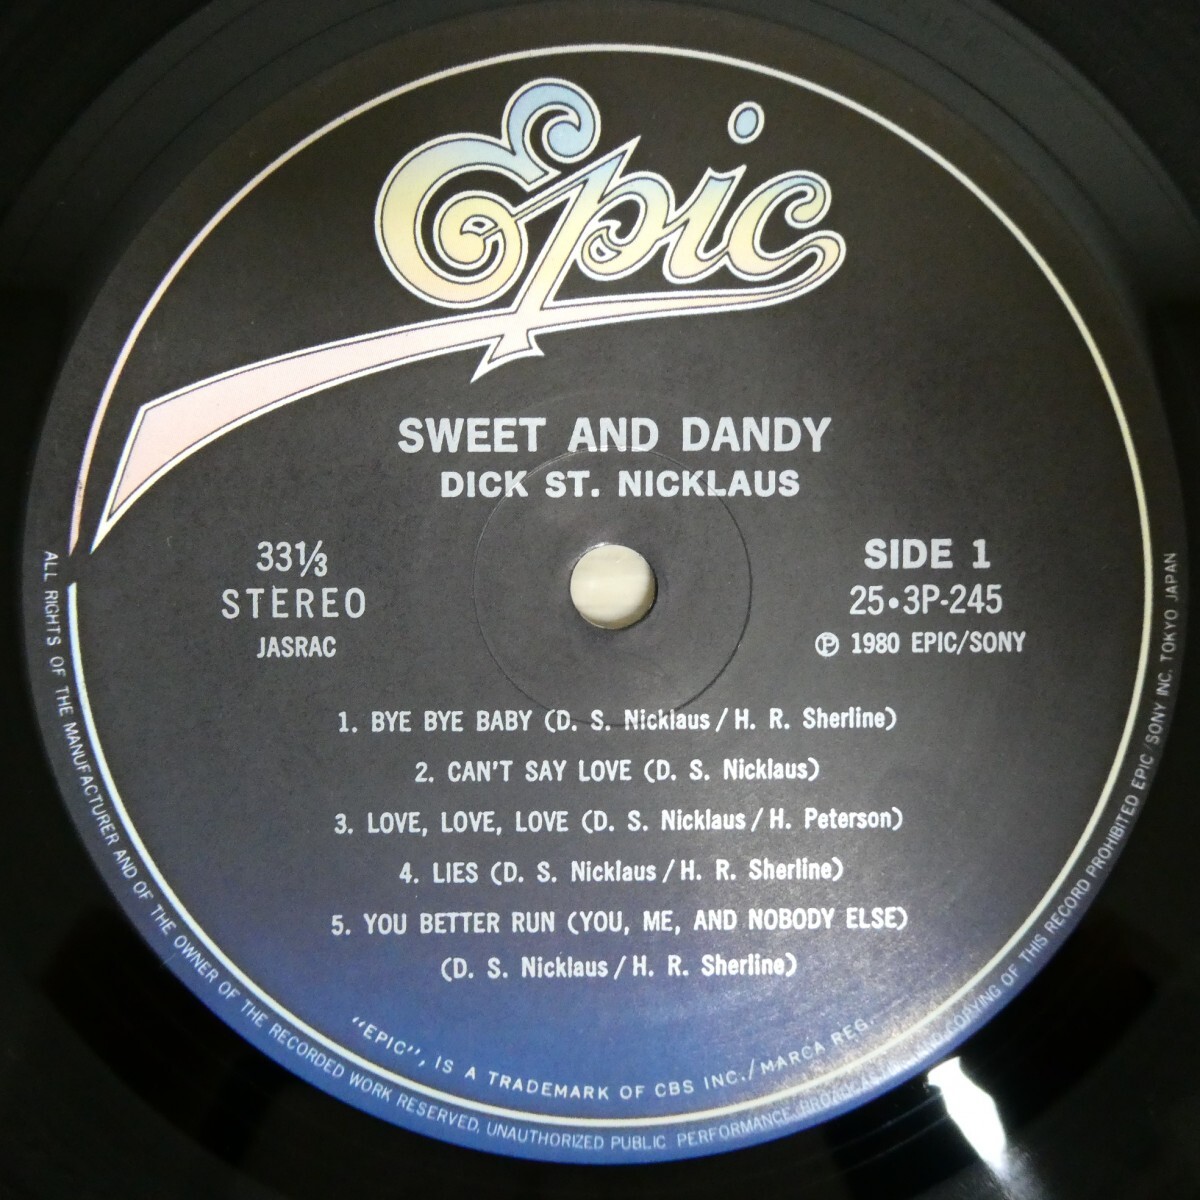 Epic
SWEET AND DANDY
DICK ST. NICKLAUS
33⅓
STEREO
JASRAC
SIDE 1
25•3P-245
Ⓟ 1980 EPIC/SONY
1. BYE BYE BABY (D. S. Nicklaus / H. R. Sherline)
2. CAN'T SAY LOVE (D. S. Nicklaus)
3. LOVE, LOVE, LOVE (D. S. Nicklaus / H. Peterson)
4. LIES (D. S. Nicklaus / H. R. Sherline)
5. YOU BETTER RUN (YOU, ME, AND NOBODY ELSE)
(D. S. Nicklaus / H. R. Sherline)
"EPIC", IS A TRADEMARK OF CBS INC./MARCA REG.
ALL RIGHTS OF THE MANUFACTURER AND OF THE OWNER OF THE RECORDED WORK RESERVED, UNAUTHORIZED PUBLIC PERFORMANCE, COPYING OF THIS RECORD PROHIBITED EPIC/SONY INC. TOKYO JAPAN